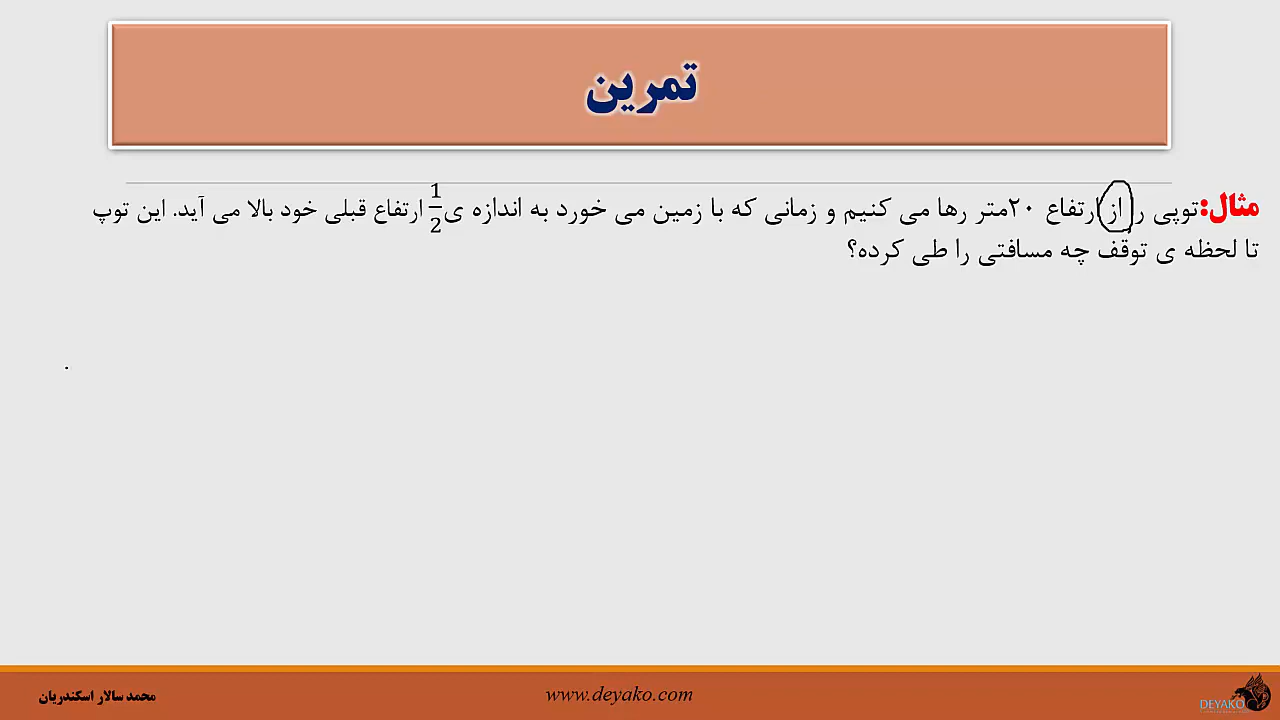 تمرین
مثال:توپی را از ارتفاع ۲۰متر رها می کنیم و زمانی که با زمین می خورد به اندازه ی 1/2 ارتفاع قبلی خود بالا می آید. این توپ
تا لحظه ی توقف چه مسافتی را طی کرده؟
محمد سالار اسکندریان
www.deyako.com
DEYAKO